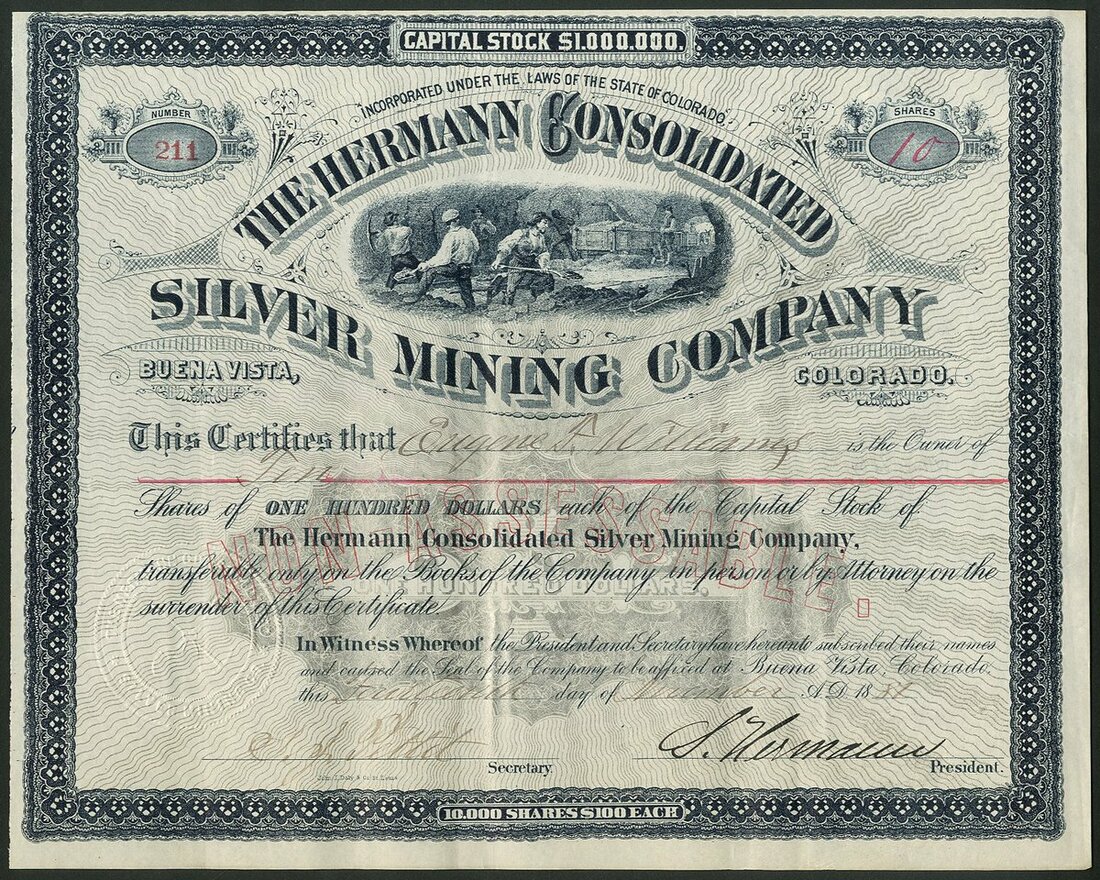 CAPITAL STOCK $1.000.000.
INCORPORATED UNDER THE LAWS OF THE STATE OF COLORADO.
NUMBER
211
SHARES
10
THE HERMANN CONSOLIDATED
SILVER MINING COMPANY
BUENA VISTA,
COLORADO.
This Certifies that Eugene F. Williams is the Owner of
Ten
Shares of ONE HUNDRED DOLLARS each of the Capital Stock of
The Hermann Consolidated Silver Mining Company,
transferable only on the Books of the Company in person or by Attorney on the
surrender of this Certificate
NON-ASSESSABLE.
ONE HUNDRED DOLLARS.
In Witness Whereof the President and Secretary have hereunto subscribed their names
and caused the Seal of the Company to be affixed at Buena Vista, Colorado.
this day of A.D. 18
S. Hermann
Secretary.
President.
10.000 SHARES $100 EACH